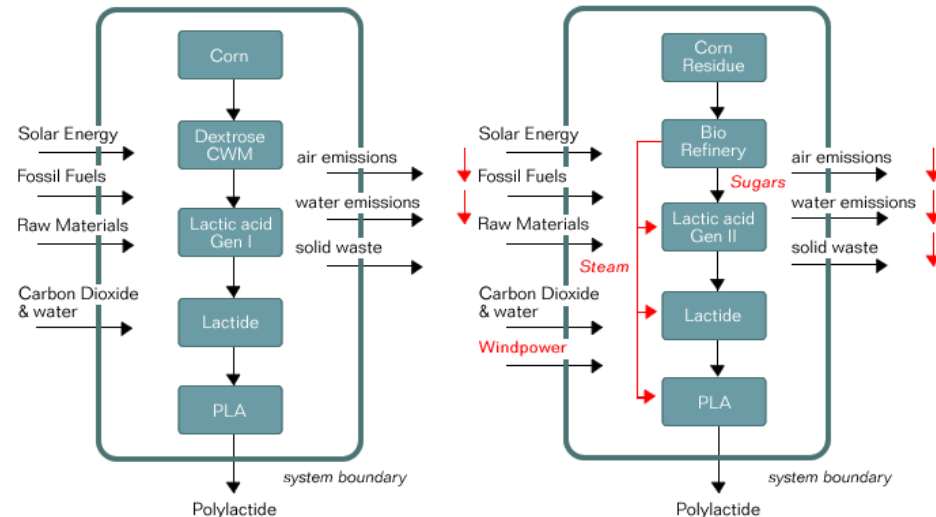 Corn
Dextrose
CWM
Lactic acid
Gen I
Lactide
PLA
Solar Energy
Fossil Fuels
Raw Materials
Carbon Dioxide
& water
air emissions
water emissions
solid waste
system boundary
Polylactide
Corn
Residue
Bio
Refinery
Sugars
Lactic acid
Gen II
Steam
Lactide
PLA
Solar Energy
Fossil Fuels
Raw Materials
Carbon Dioxide
& water
Windpower
air emissions
water emissions
solid waste
system boundary
Polylactide